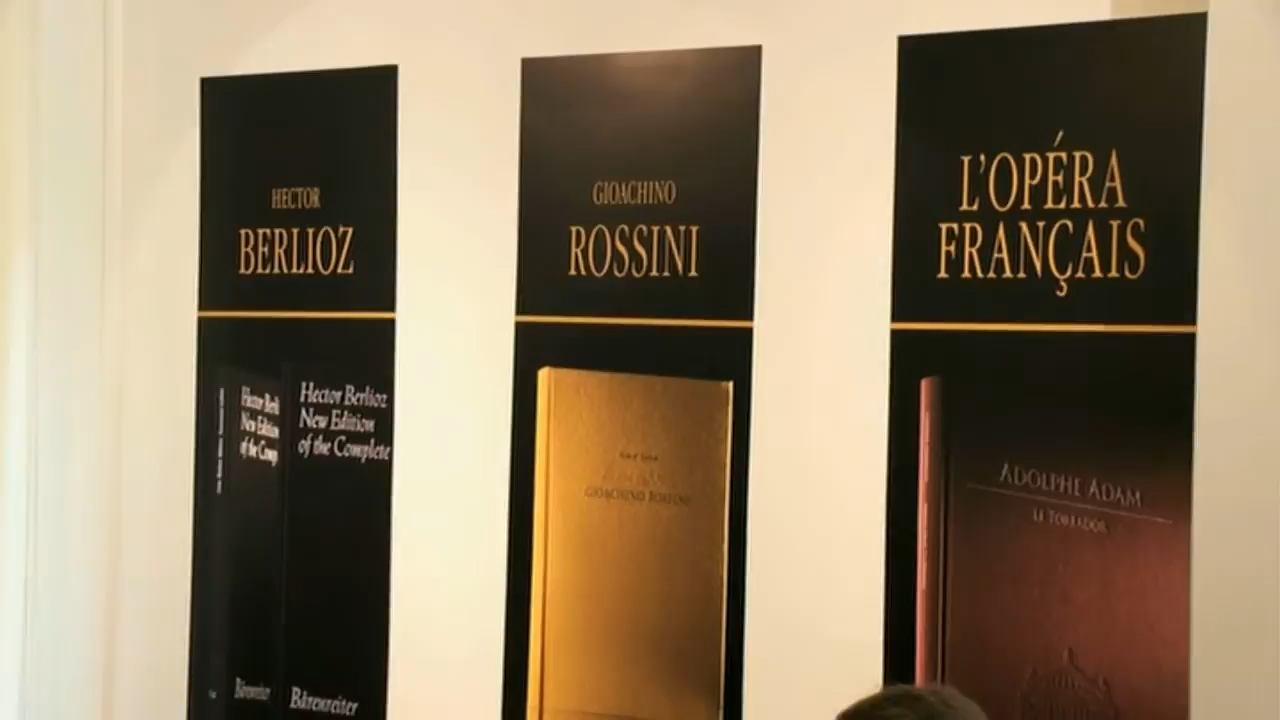 HECTOR
BERLIOZ
Hector Berl
New Edition
of the Comp
Hector Berlioz
New Edition
of the Complete
Bärenreiter
Bärenreiter
GIOACHINO
ROSSINI
GIOACHINO ROSSINI
L'OPÉRA
FRANÇAIS
ADOLPHE ADAM
LE TORÉADOR